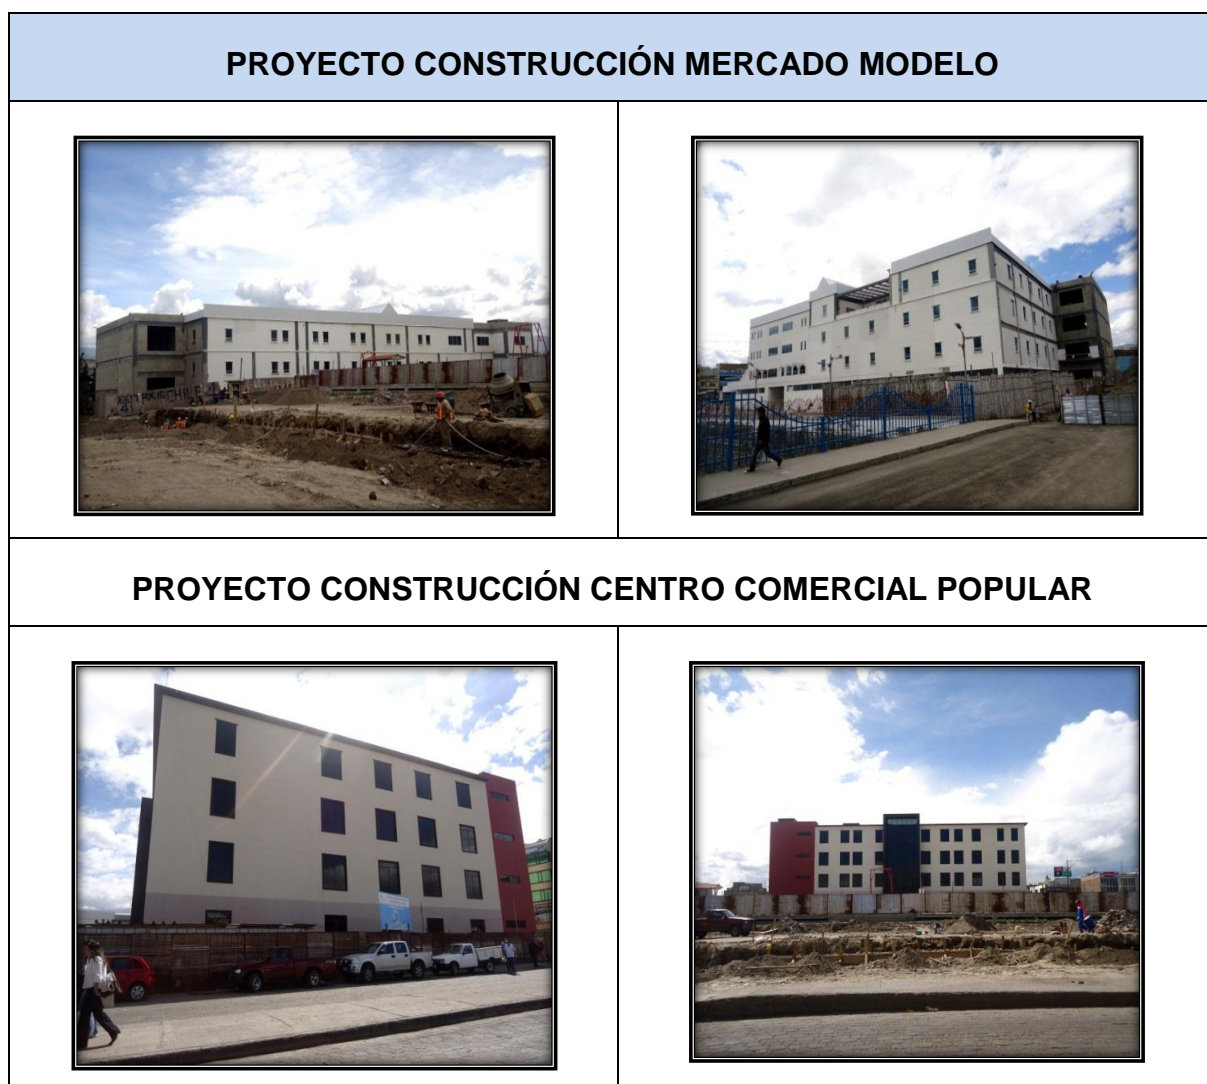 PROYECTO CONSTRUCCIÓN MERCADO MODELO
PROYECTO CONSTRUCCIÓN CENTRO COMERCIAL POPULAR